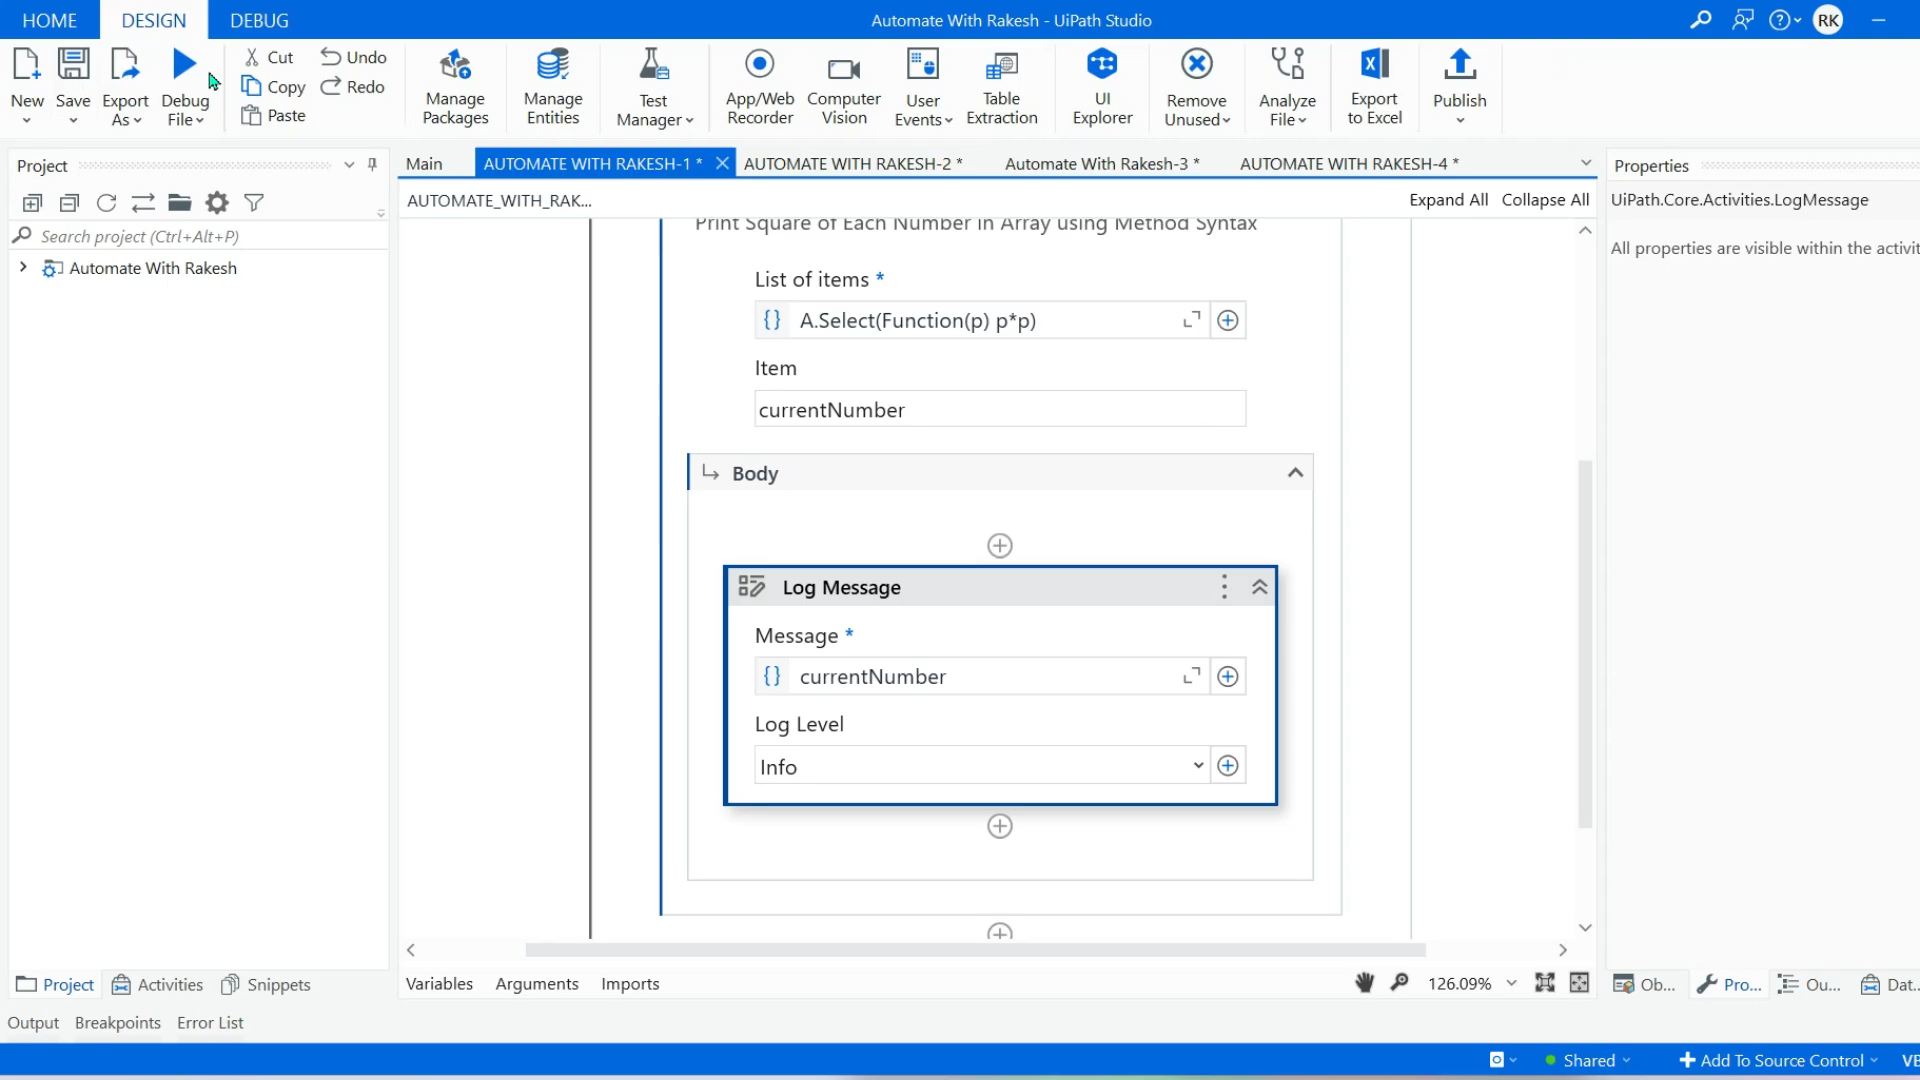 HOME DESIGN DEBUG Automate With Rakesh - UiPath Studio RK
New Save Export As Debug File Cut Copy Paste Undo Redo Manage Packages Manage Entities Test Manager App/Web Recorder Computer Vision User Events Table Extraction UI Explorer Remove Unused Analyze File Export to Excel Publish
Project
Search project (Ctrl+Alt+P)
Automate With Rakesh
Main AUTOMATE WITH RAKESH-1 * AUTOMATE WITH RAKESH-2 * Automate With Rakesh-3 * AUTOMATE WITH RAKESH-4 *
AUTOMATE_WITH_RAK... Expand All Collapse All
Print Square of Each Number in Array using Method Syntax
List of items *
{} A.Select(Function(p) p*p)
Item
currentNumber
Body
Log Message
Message *
{} currentNumber
Log Level
Info
Properties
UiPath.Core.Activities.LogMessage
All properties are visible within the activit
Project Activities Snippets
Variables Arguments Imports 126.09%
Ob... Pro... Ou... Dat..
Output Breakpoints Error List
Shared Add To Source Control VB